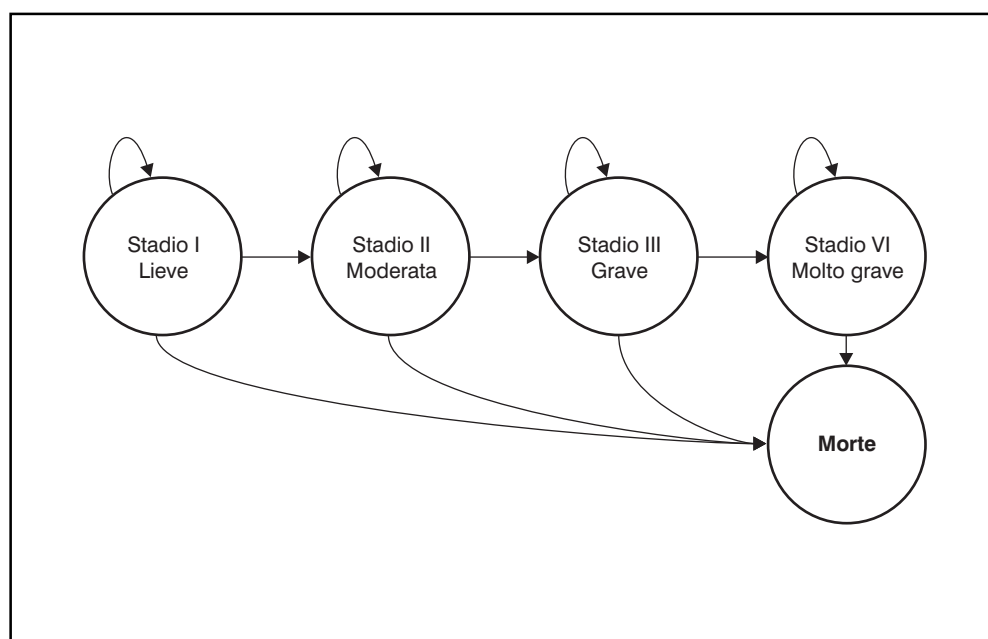 Stadio I
Lieve
Stadio II
Moderata
Stadio III
Grave
Stadio VI
Molto grave
Morte